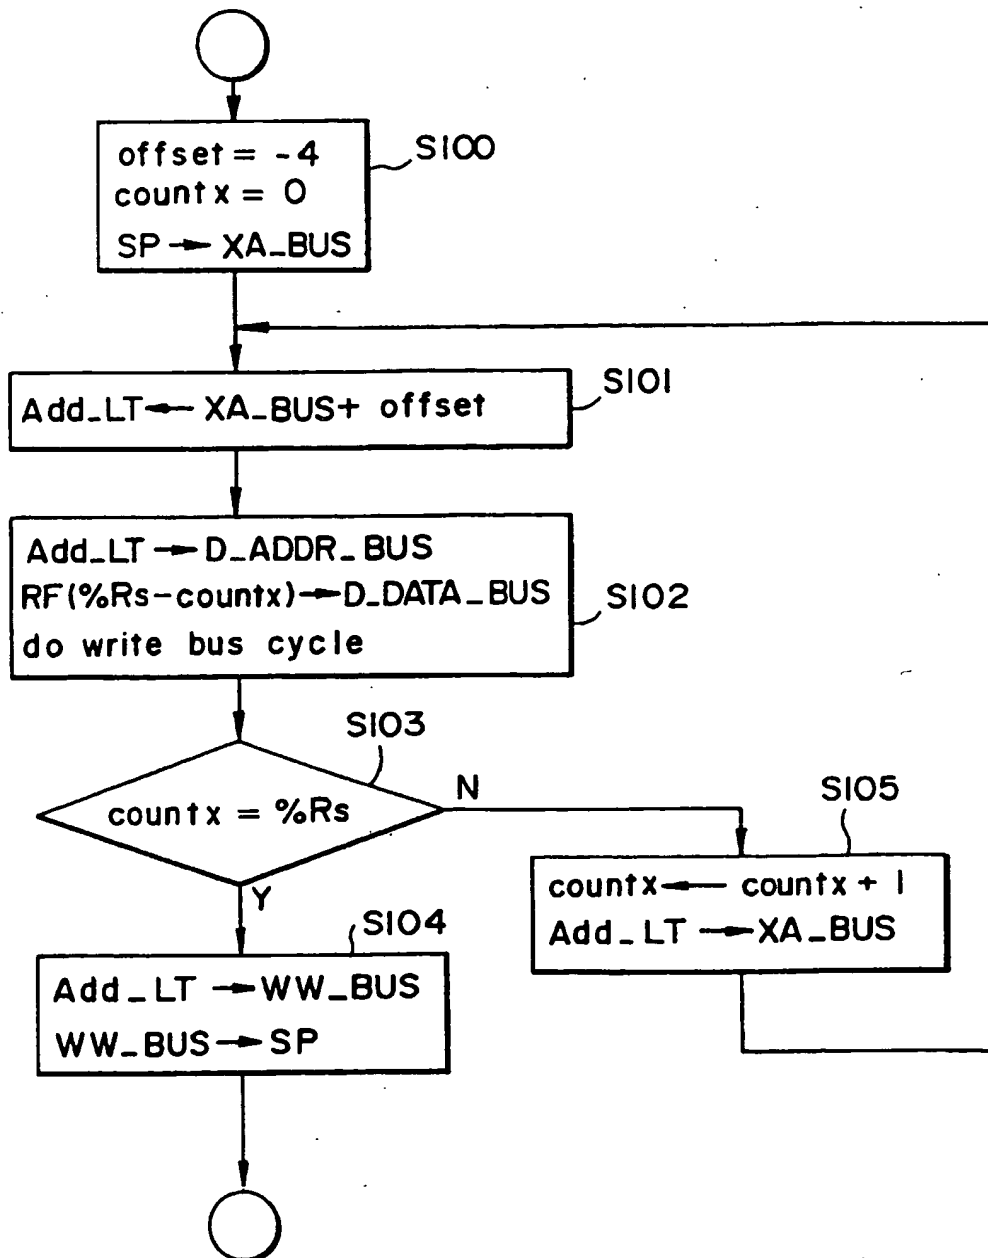 offset = -4
countx = 0
SP → XA_BUS
S100
Add_LT ← XA_BUS + offset
S101
Add_LT → D_ADDR_BUS
RF(%Rs-countx) → D_DATA_BUS
do write bus cycle
S102
S103
countx = %Rs
N
Y
S105
countx ← countx + 1
Add_LT → XA_BUS
S104
Add_LT → WW_BUS
WW_BUS → SP